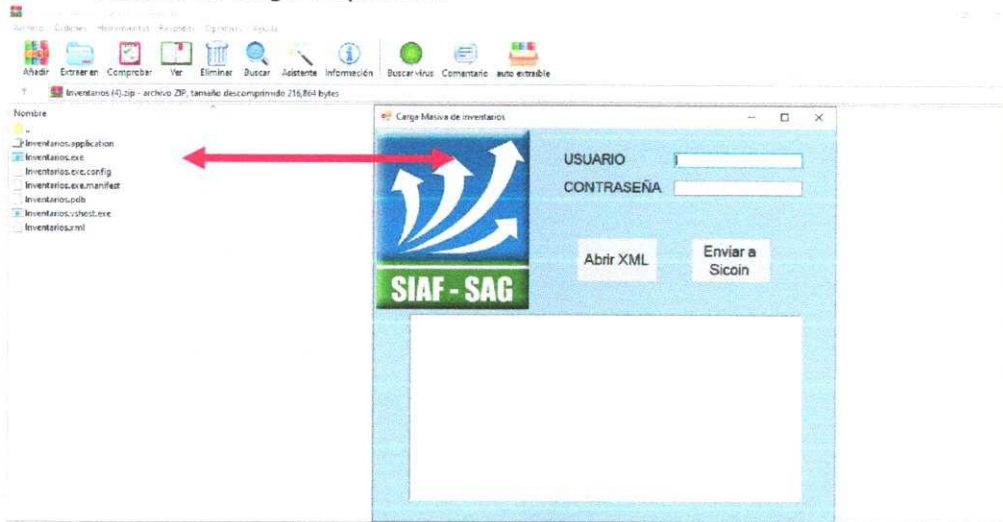 Archivo Órdenes Herramientas Favoritos Opciones Ayuda
Añadir Extraer en Comprobar Ver Eliminar Buscar Asistente Información Buscar virus Comentario auto extraíble
Inventarios (4).zip - archivo ZIP, tamaño descomprimido 216,864 bytes
Nombre
..
Inventarios.application
Inventarios.exe
Inventarios.exe.config
Inventarios.exe.manifest
Inventarios.pdb
Inventarios.vshost.exe
Inventarios.xml
Carga Masiva de inventarios
USUARIO
CONTRASEÑA
Abrir XML
Enviar a
Sicoin
SIAF - SAG